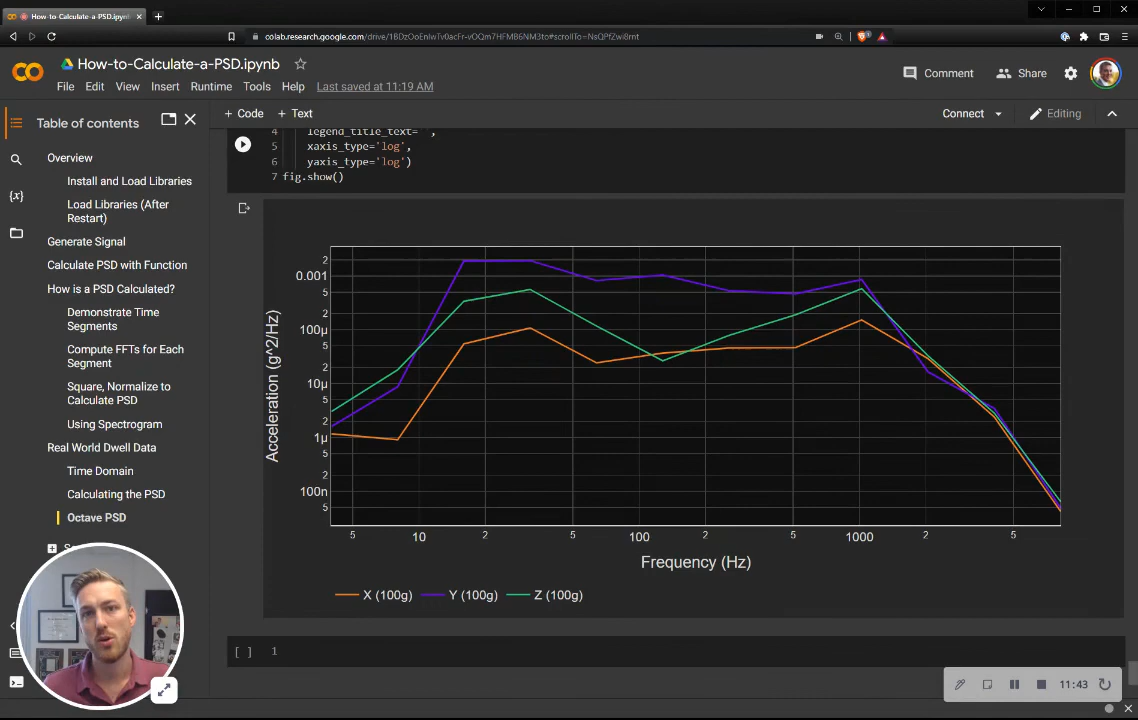 How-to-Calculate-a-PSD.ipynb
colab.research.google.com/drive/
How-to-Calculate-a-PSD.ipynb
File Edit View Insert Runtime Tools Help Last saved at 11:19 AM
Comment Share
+ Code + Text
Connect Editing
Table of contents
Overview
Install and Load Libraries
Load Libraries (After
Restart)
Generate Signal
Calculate PSD with Function
How is a PSD Calculated?
Demonstrate Time
Segments
Compute FFTs for Each
Segment
Square, Normalize to
Calculate PSD
Using Spectrogram
Real World Dwell Data
Time Domain
Calculating the PSD
Octave PSD
{x}
4 legend_title_text='',
5 xaxis_type='log',
6 yaxis_type='log')
7 fig.show()
Acceleration (g^2/Hz)
2
0.001
5
2
100μ
5
2
10μ
5
2
1μ
5
2
100n
5
5 10 2 5 100 2 5 1000 2 5
Frequency (Hz)
X (100g) Y (100g) Z (100g)
[ ] 1
11:43